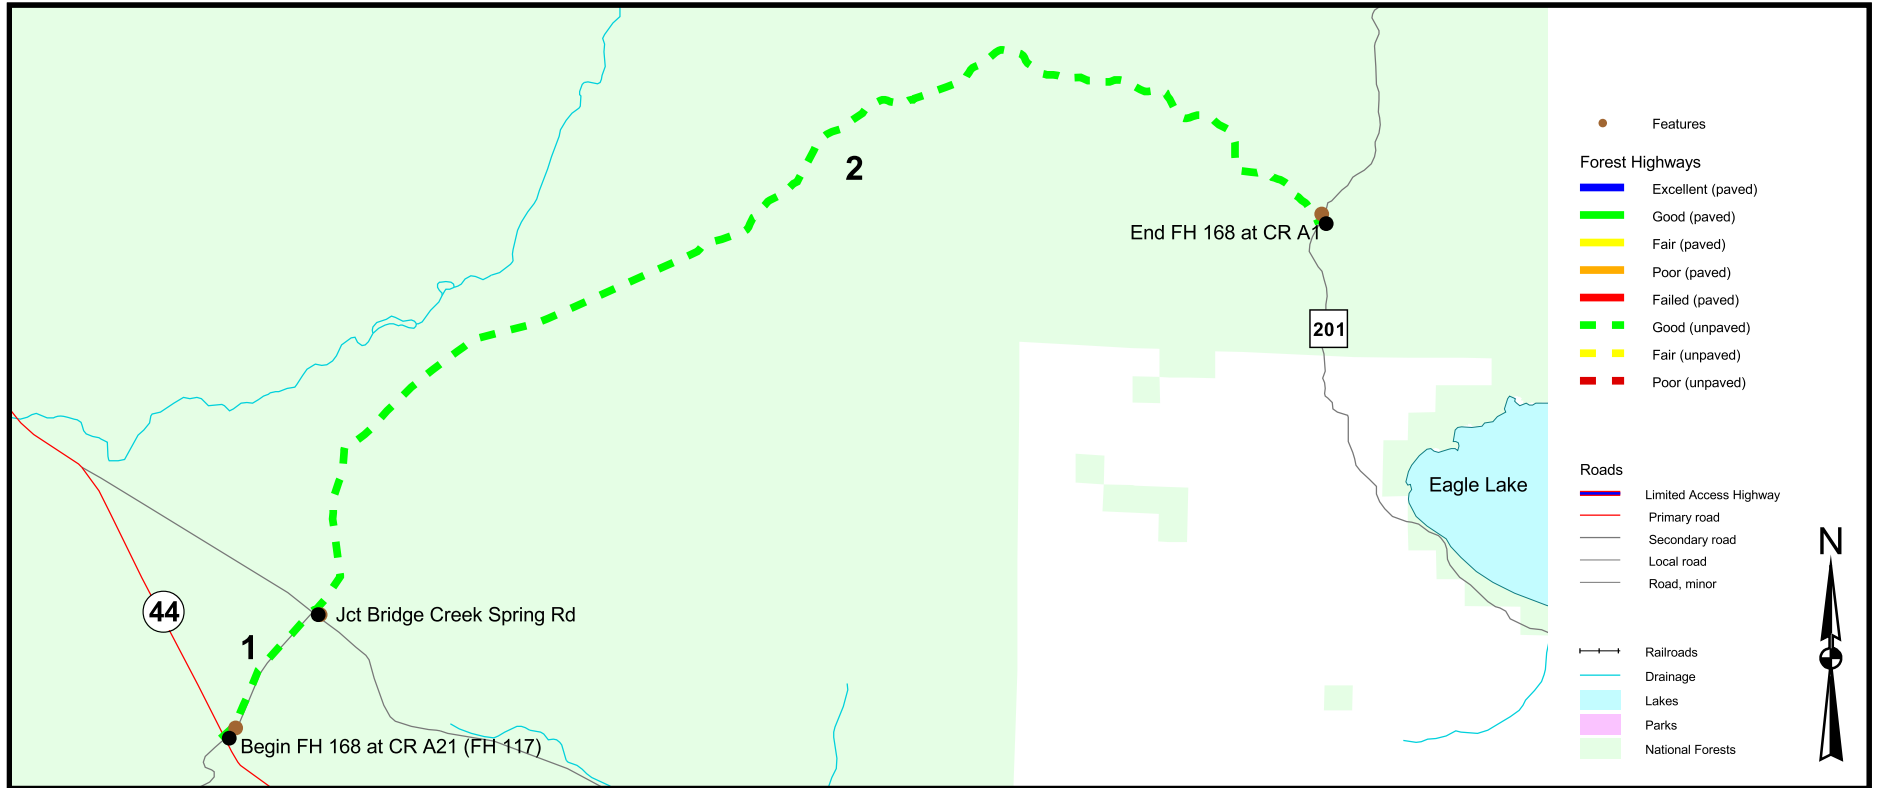 2
End FH 168 at CR A1
201
Eagle Lake
44
Jct Bridge Creek Spring Rd
1
Begin FH 168 at CR A21 (FH 117)
Features
Forest Highways
Excellent (paved)
Good (paved)
Fair (paved)
Poor (paved)
Failed (paved)
Good (unpaved)
Fair (unpaved)
Poor (unpaved)
Roads
Limited Access Highway
Primary road
Secondary road
Local road
Road, minor
Railroads
Drainage
Lakes
Parks
National Forests
N